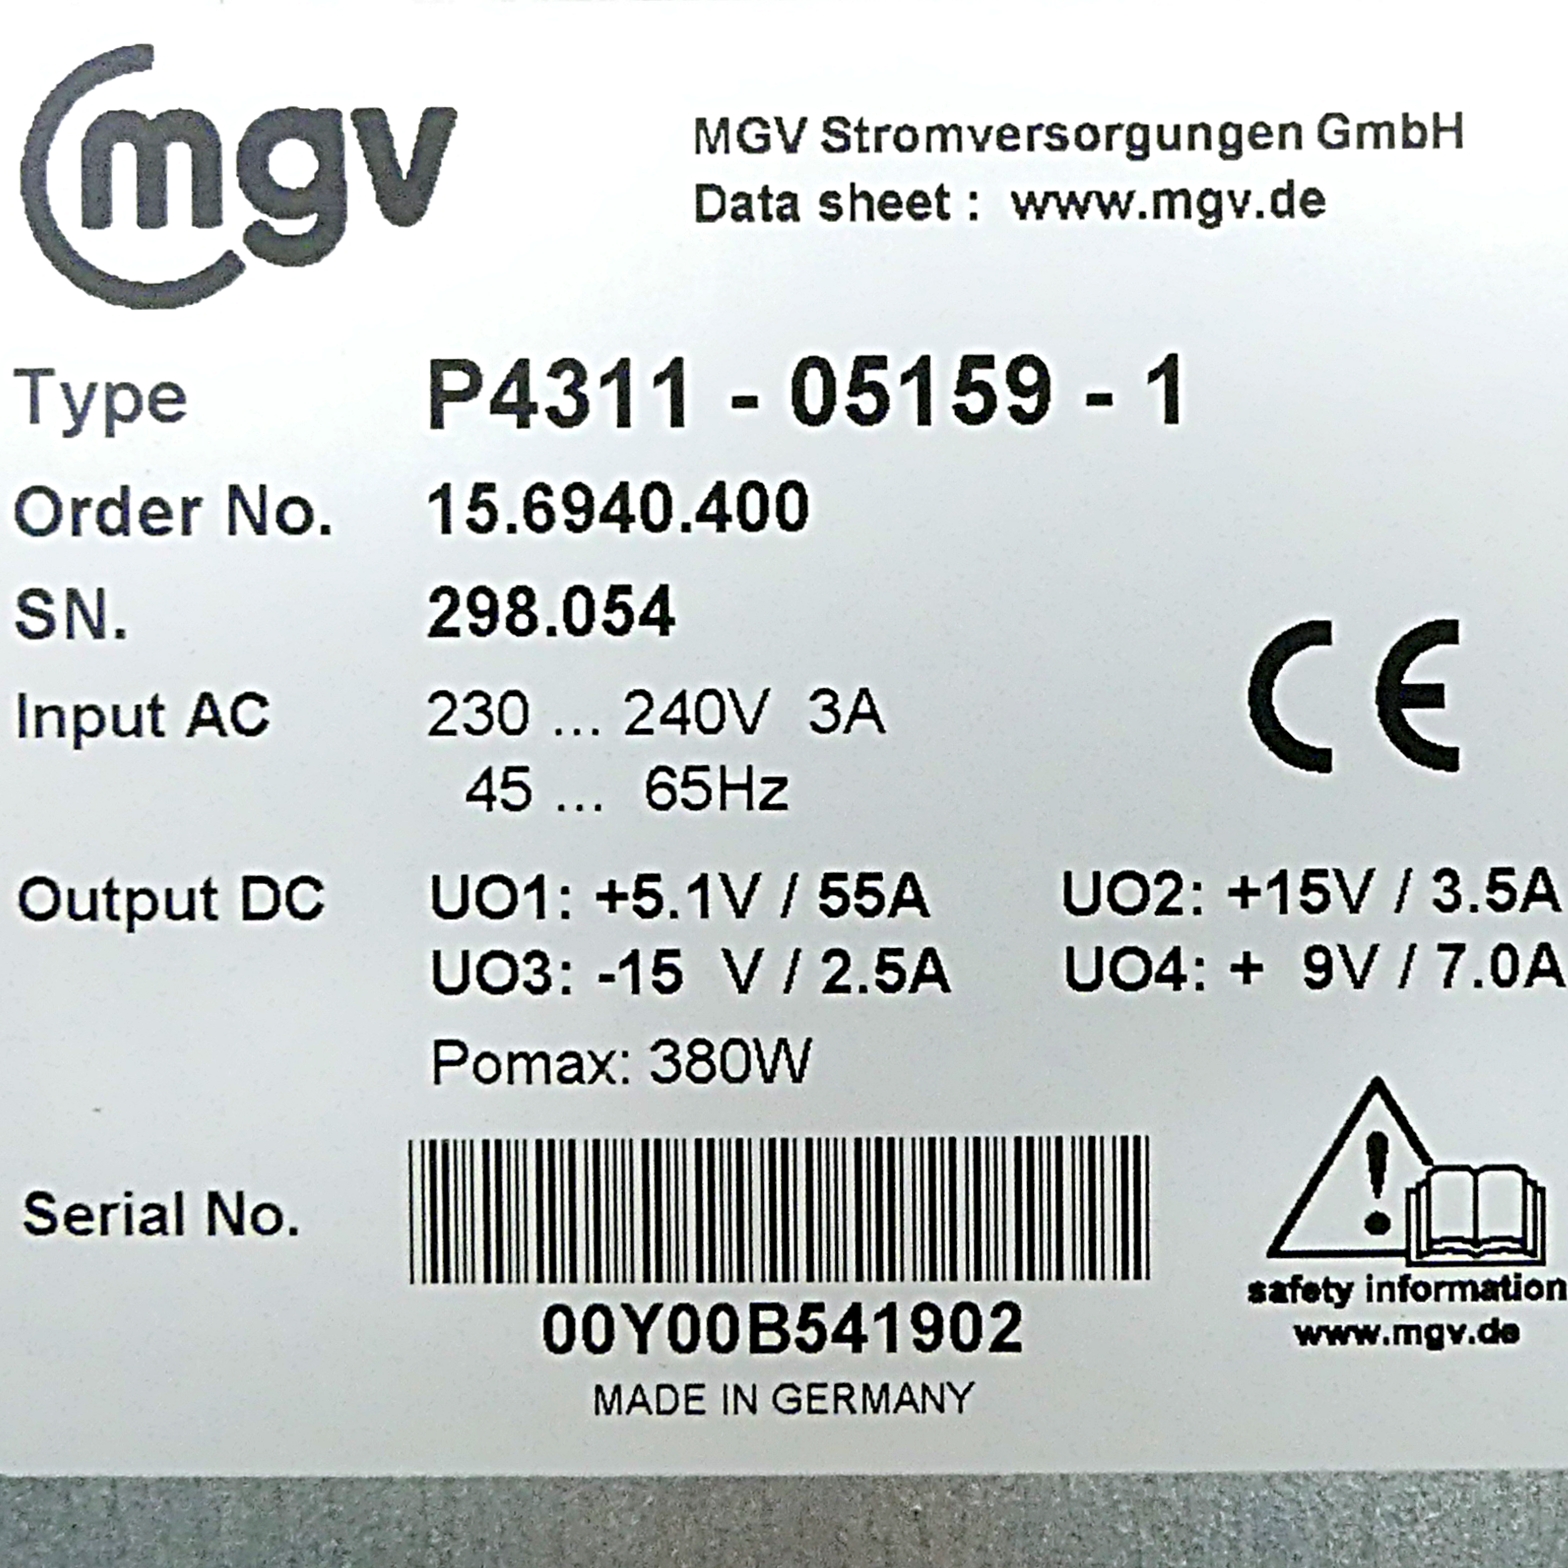 mgv
MGV Stromversorgungen GmbH
Data sheet : www.mgv.de
Type P4311 - 05159 - 1
Order No. 15.6940.400
SN. 298.054
Input AC 230 ... 240V 3A
45 ... 65Hz
CE
Output DC UO1: +5.1V / 55A UO2: +15V / 3.5A
UO3: -15 V / 2.5A UO4: + 9V / 7.0A
Pomax: 380W
Serial No.
00Y00B541902
MADE IN GERMANY
safety information
www.mgv.de